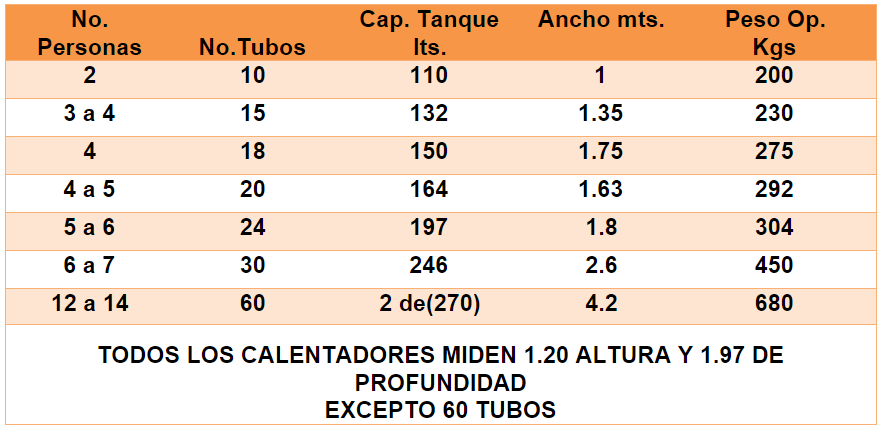 No. Personas No.Tubos Cap. Tanque lts. Ancho mts. Peso Op. Kgs
2 10 110 1 200
3 a 4 15 132 1.35 230
4 18 150 1.75 275
4 a 5 20 164 1.63 292
5 a 6 24 197 1.8 304
6 a 7 30 246 2.6 450
12 a 14 60 2 de(270) 4.2 680
TODOS LOS CALENTADORES MIDEN 1.20 ALTURA Y 1.97 DE
PROFUNDIDAD
EXCEPTO 60 TUBOS